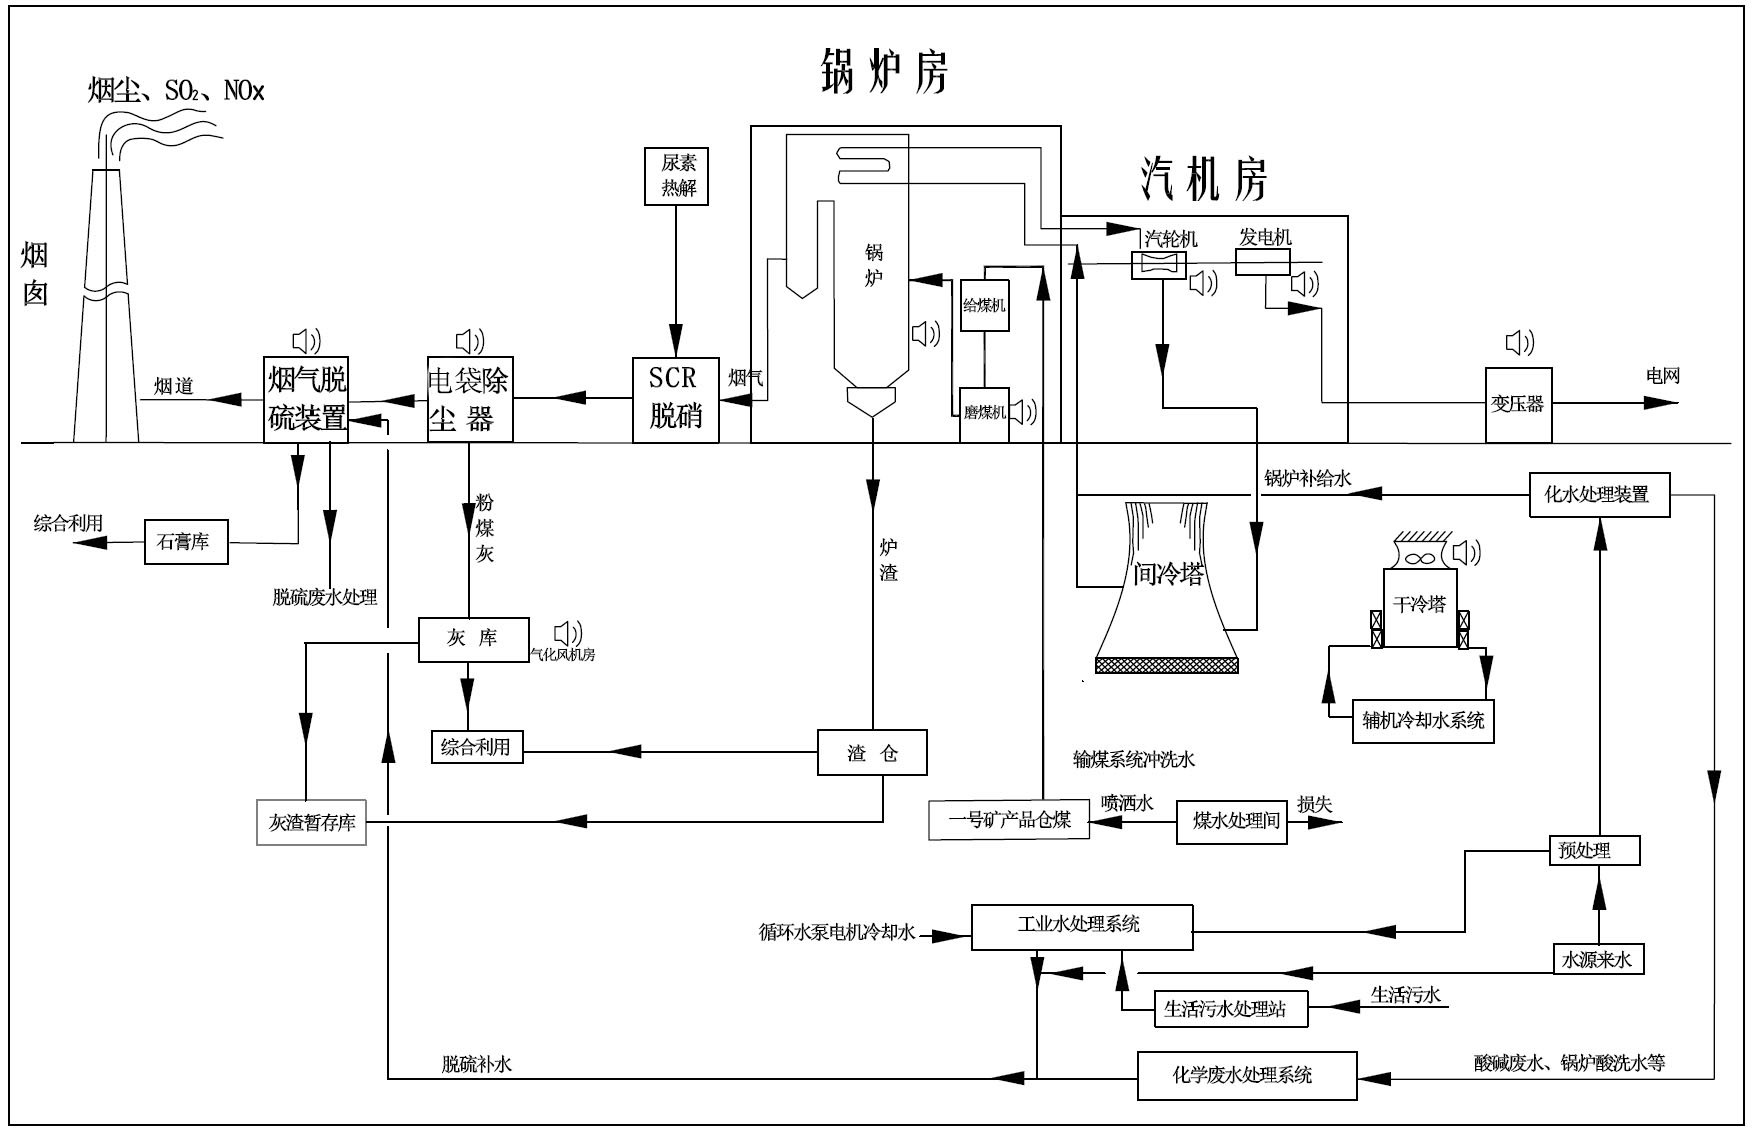 锅炉房
烟尘、SO₂、NOx
汽机房
尿素
热解
烟
囱
锅
炉
汽轮机
发电机
给煤机
磨煤机
烟道
烟气脱
硫装置
电袋除
尘器
SCR
脱硝
烟气
变压器
电网
综合利用
石膏库
脱硫废水处理
粉
煤
灰
炉
渣
锅炉补给水
化水处理装置
间冷塔
干冷塔
灰库
气化风机房
辅机冷却水系统
综合利用
渣仓
输煤系统冲洗水
灰渣暂存库
一号矿产品仓煤
喷洒水
煤水处理间
损失
预处理
循环水泵电机冷却水
工业水处理系统
水源来水
生活污水处理站
生活污水
脱硫补水
化学废水处理系统
酸碱废水、锅炉酸洗水等